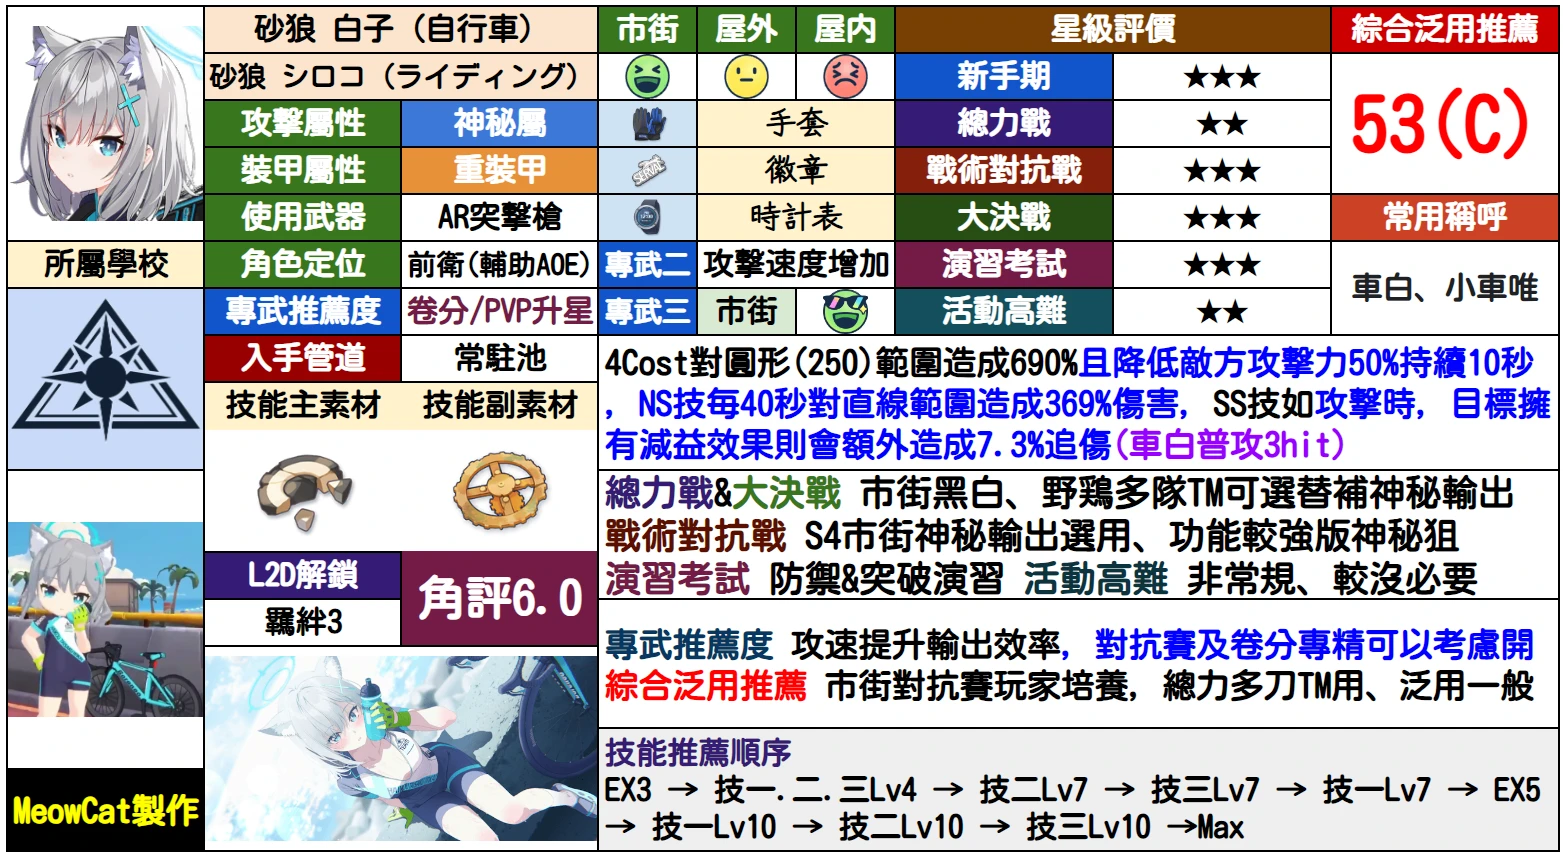 砂狼 白子 (自行車)
砂狼 シロコ (ライディング)
市街 屋外 屋內
星級評價
綜合泛用推薦
新手期 ★★★
53(C)
攻擊屬性 神秘屬
手套
總力戰 ★★
裝甲屬性 重裝甲
SERVAL
徽章
戰術對抗戰 ★★★
使用武器 AR突擊槍
時計表
大決戰 ★★★
常用稱呼
所屬學校
角色定位 前衛(輔助AOE)
專武二 攻擊速度增加
演習考試 ★★★
車白、小車唯
專武推薦度 卷分/PVP升星
專武三 市街
活動高難 ★★
入手管道 常駐池
技能主素材 技能副素材
4Cost對圓形(250)範圍造成690%且降低敵方攻擊力50%持續10秒
, NS技每40秒對直線範圍造成369%傷害, SS技如攻擊時, 目標擁
有減益效果則會額外造成7.3%追傷(車白普攻3hit)
總力戰&大決戰 市街黑白、野鶏多隊TM可選替補神秘輸出
戰術對抗戰 S4市街神秘輸出選用、功能較強版神秘狙
演習考試 防禦&突破演習 活動高難 非常規、較沒必要
L2D解鎖
羈絆3
角評6.0
專武推薦度 攻速提升輸出效率, 對抗賽及卷分專精可以考慮開
綜合泛用推薦 市街對抗賽玩家培養, 總力多刀TM用、泛用一般
技能推薦順序
EX3 → 技一.二.三Lv4 → 技二Lv7 → 技三Lv7 → 技一Lv7 → EX5
→ 技一Lv10 → 技二Lv10 → 技三Lv10 →Max
MeowCat製作